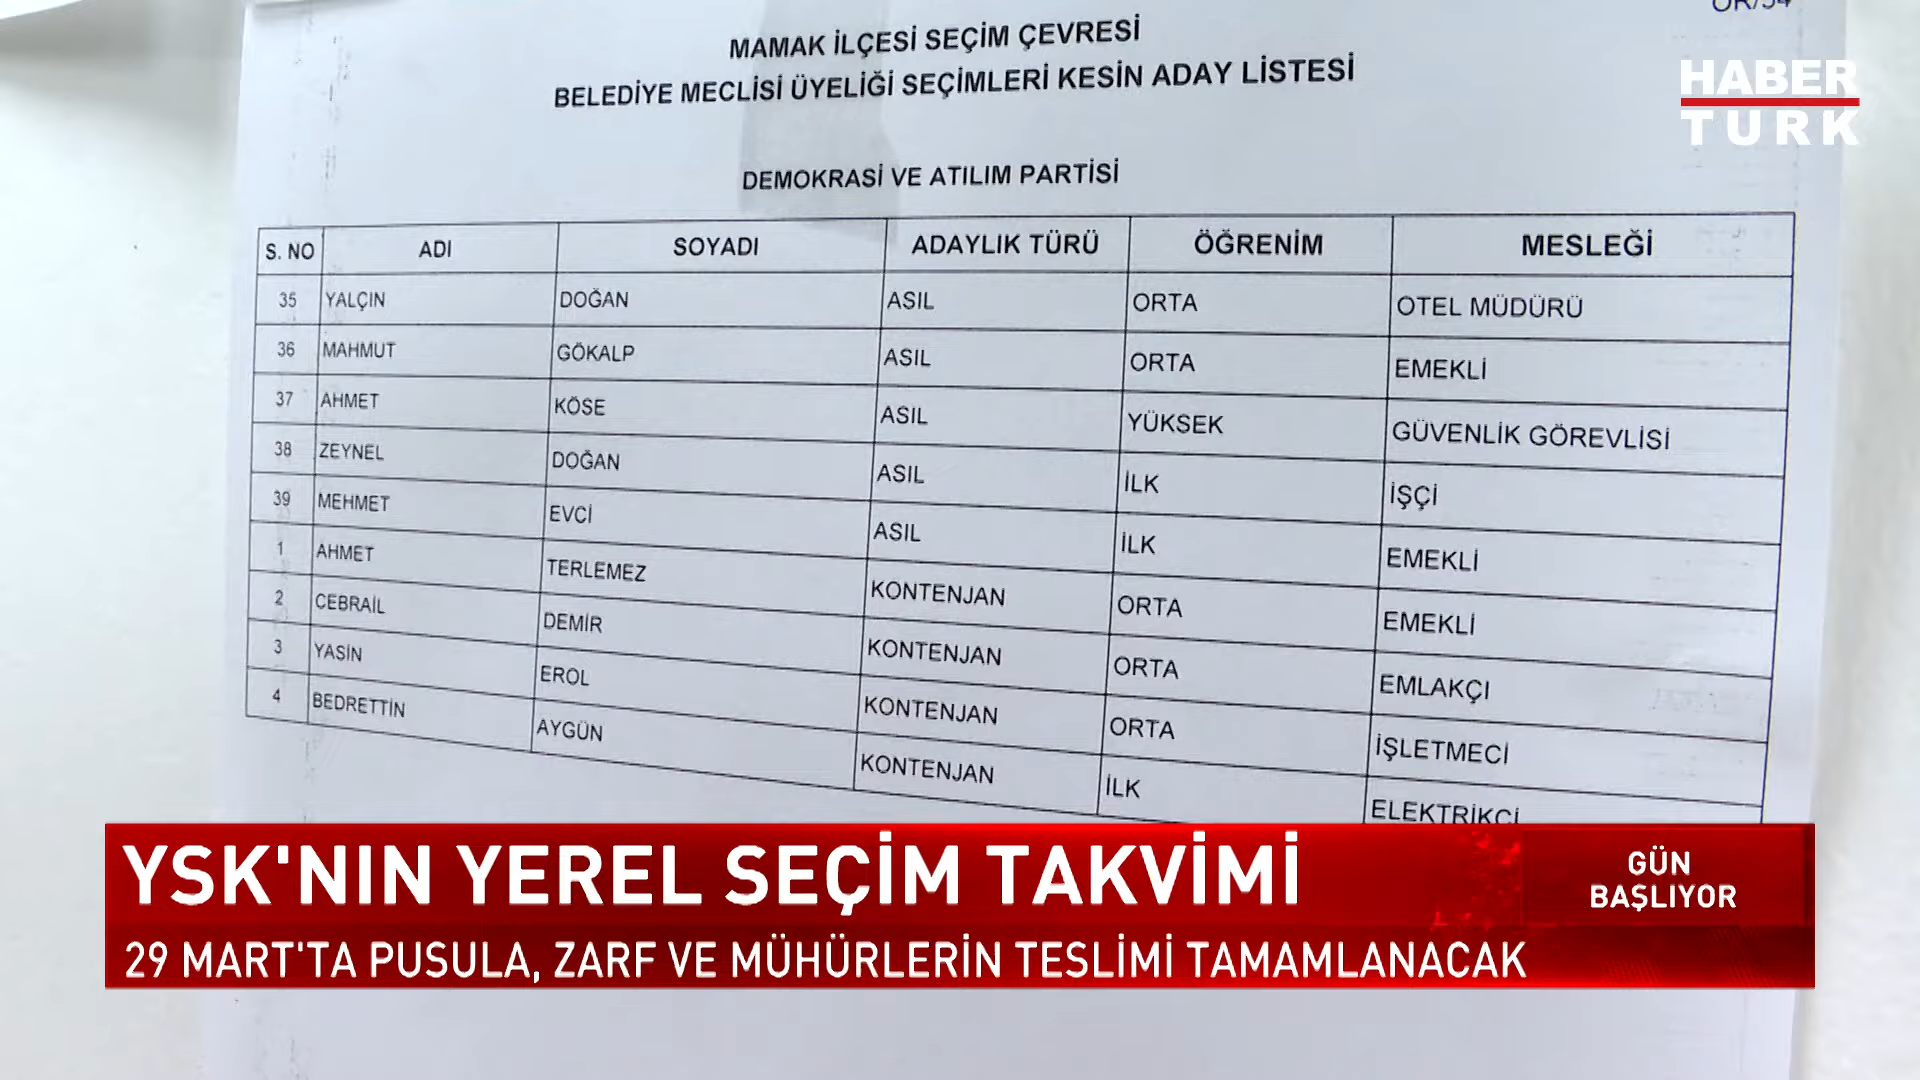 ÖR/54
MAMAK İLÇESİ SEÇİM ÇEVRESİ
BELEDİYE MECLİSİ ÜYELİĞİ SEÇİMLERİ KESİN ADAY LİSTESİ
HABER
TURK
DEMOKRASİ VE ATILIM PARTİSİ
S. NO ADI SOYADI ADAYLIK TÜRÜ ÖĞRENİM MESLEĞİ
35 YALÇIN DOĞAN ASIL ORTA OTEL MÜDÜRÜ
36 MAHMUT GÖKALP ASIL ORTA EMEKLİ
37 AHMET KÖSE ASIL YÜKSEK GÜVENLİK GÖREVLİSİ
38 ZEYNEL DOĞAN ASIL İLK İŞÇİ
39 MEHMET EVCİ ASIL İLK EMEKLİ
1 AHMET TERLEMEZ KONTENJAN ORTA EMEKLİ
2 CEBRAİL DEMİR KONTENJAN ORTA EMLAKÇI
3 YASİN EROL KONTENJAN ORTA İŞLETMECİ
4 BEDRETTİN AYGÜN KONTENJAN İLK ELEKTRİKÇİ
YSK'NIN YEREL SEÇİM TAKVİMİ
29 MART'TA PUSULA, ZARF VE MÜHÜRLERİN TESLİMİ TAMAMLANACAK
GÜN
BAŞLIYOR